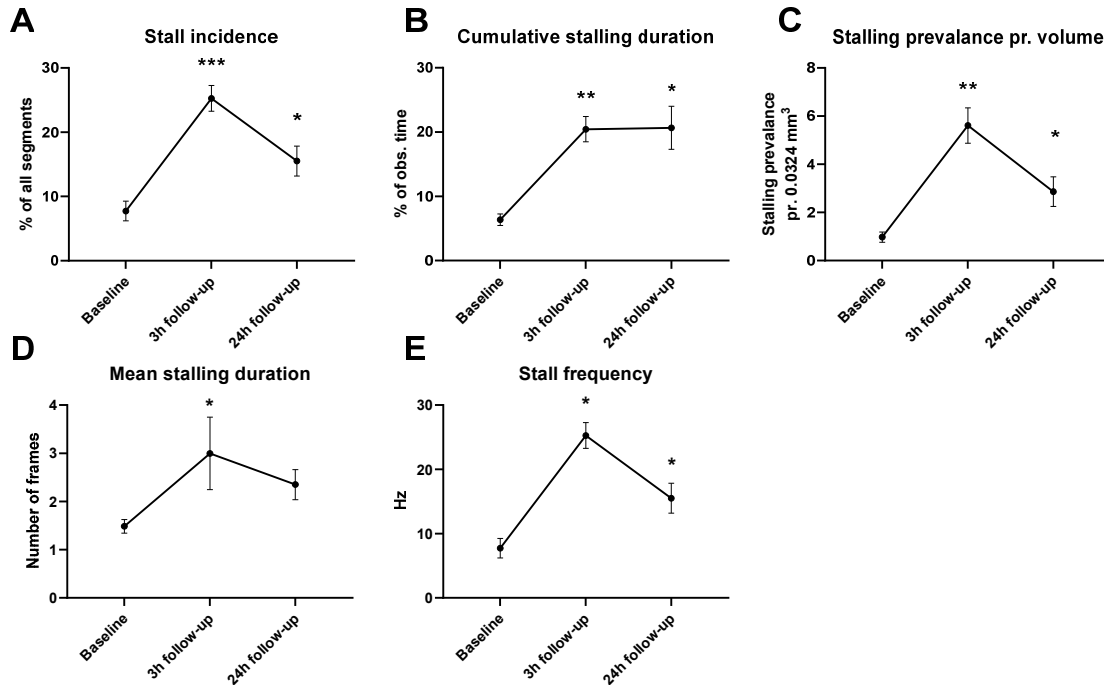 A
Stall incidence
% of all segments
30
20
10
0
***
*
Baseline
3h follow-up
24h follow-up
B
Cumulative stalling duration
% of obs. time
30
20
10
0
**
*
Baseline
3h follow-up
24h follow-up
C
Stalling prevalance pr. volume
Stalling prevalance
pr. 0.0324 mm³
8
6
4
2
0
**
*
Baseline
3h follow-up
24h follow-up
D
Mean stalling duration
Number of frames
4
3
2
1
0
*
Baseline
3h follow-up
24h follow-up
E
Stall frequency
Hz
30
20
10
0
*
*
Baseline
3h follow-up
24h follow-up